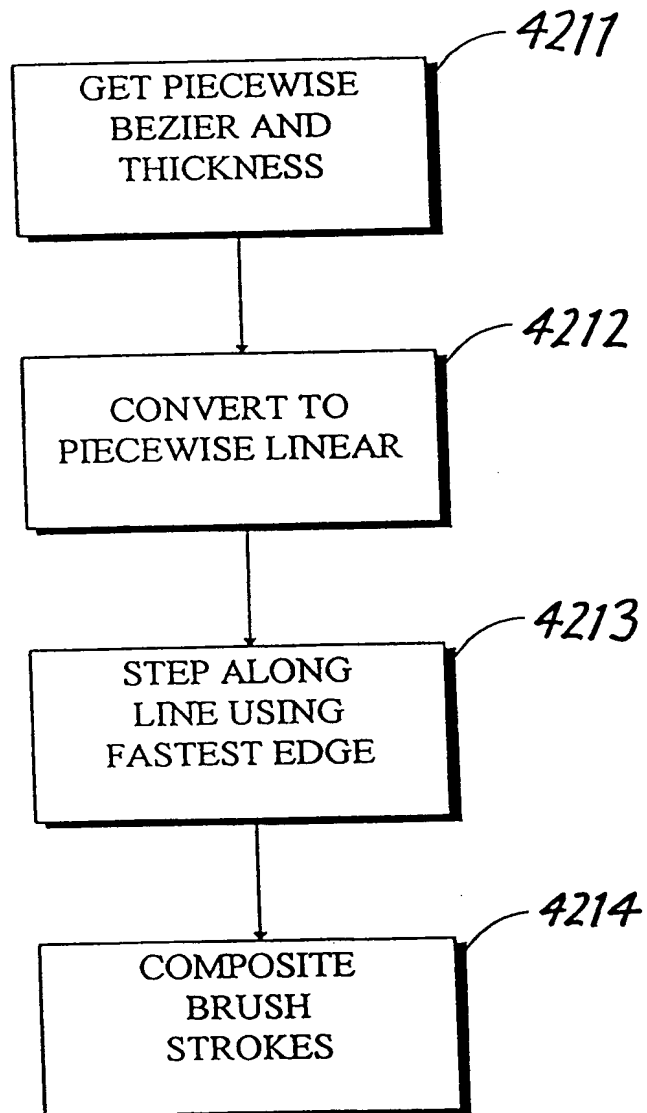 4211
GET PIECEWISE
BEZIER AND
THICKNESS
4212
CONVERT TO
PIECEWISE LINEAR
4213
STEP ALONG
LINE USING
FASTEST EDGE
4214
COMPOSITE
BRUSH
STROKES